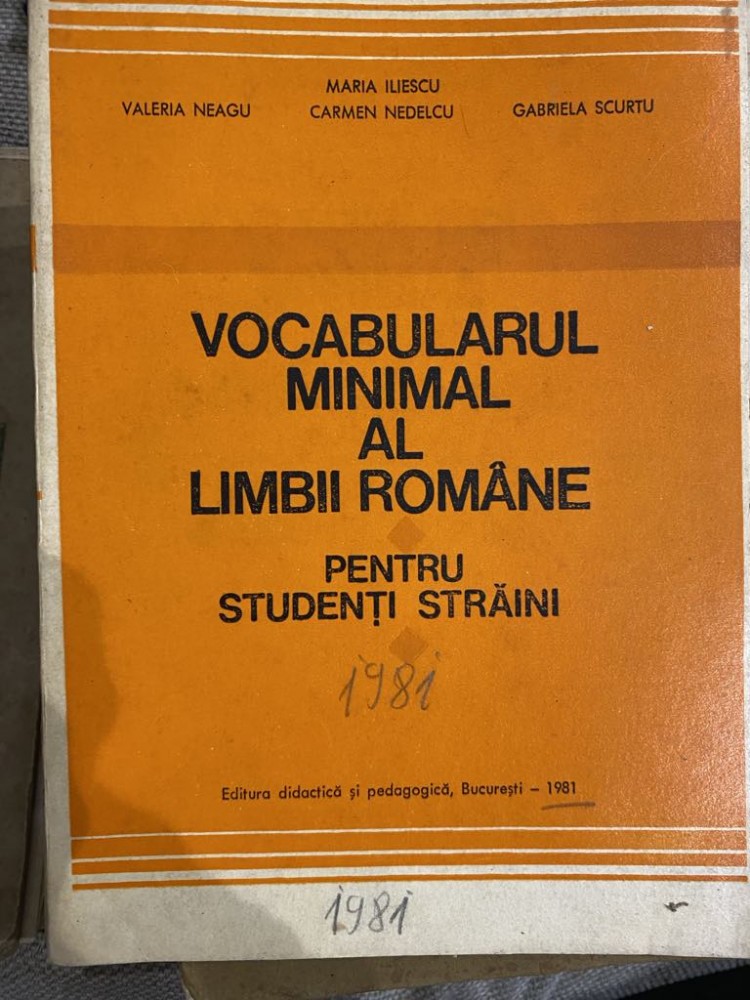 MARIA ILIESCU
VALERIA NEAGU CARMEN NEDELCU GABRIELA SCURTU
VOCABULARUL
MINIMAL
AL
LIMBII ROMÂNE
PENTRU
STUDENȚI STRĂINI
1981
Editura didactică și pedagogică, București – 1981
1981